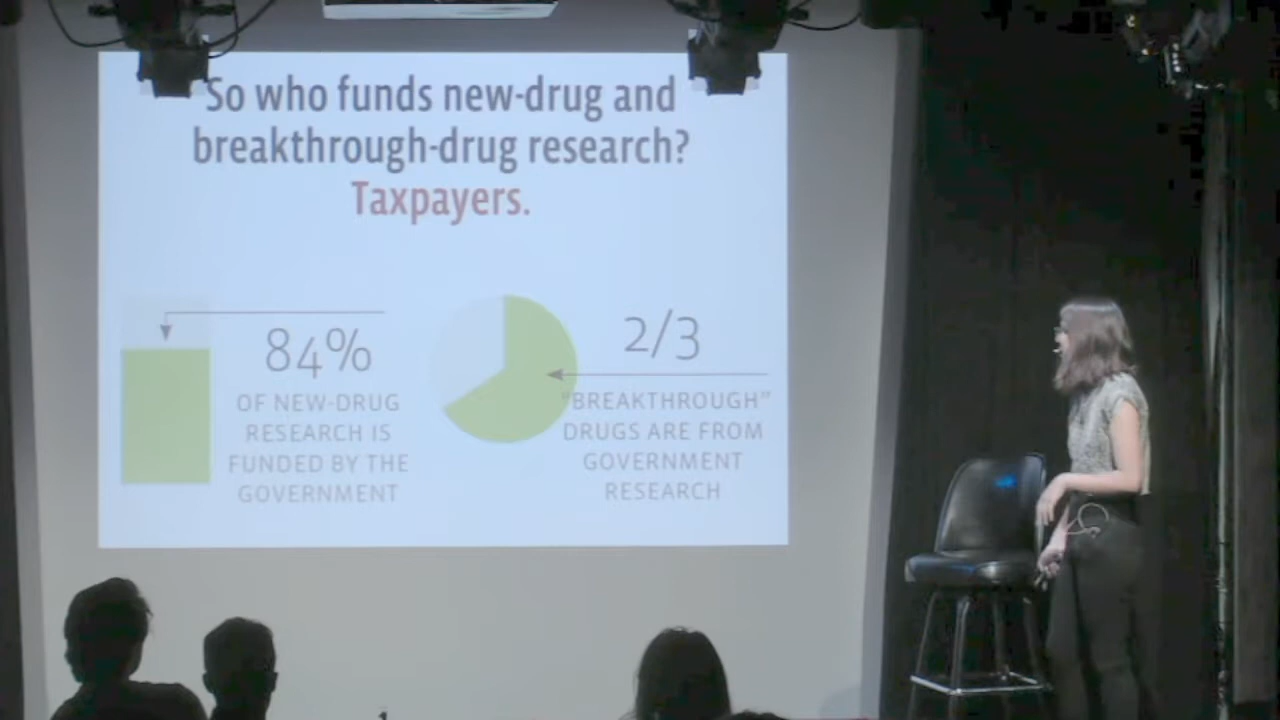 So who funds new-drug and
breakthrough-drug research?
Taxpayers.
84%
OF NEW-DRUG
RESEARCH IS
FUNDED BY THE
GOVERNMENT
2/3
"BREAKTHROUGH"
DRUGS ARE FROM
GOVERNMENT
RESEARCH